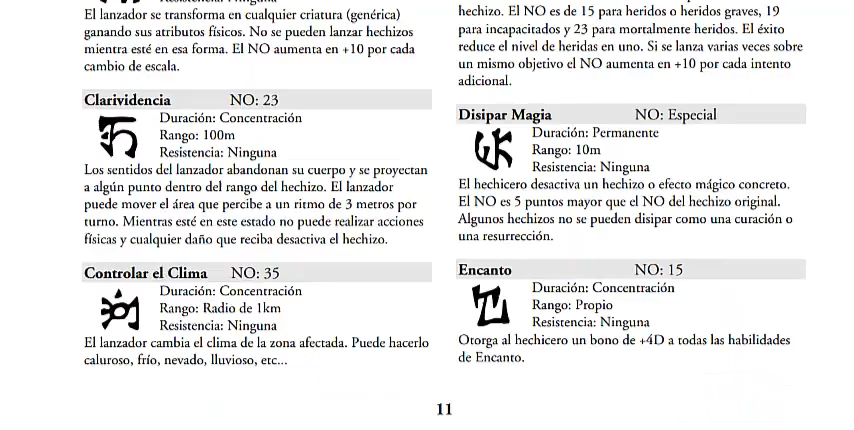 El lanzador se transforma en cualquier criatura (genérica)
ganando sus atributos físicos. No se pueden lanzar hechizos
mientra esté en esa forma. El NO aumenta en +10 por cada
cambio de escala.
Clarividencia NO: 23
Duración: Concentración
Rango: 100m
Resistencia: Ninguna
Los sentidos del lanzador abandonan su cuerpo y se proyectan
a algún punto dentro del rango del hechizo. El lanzador
puede mover el área que percibe a un ritmo de 3 metros por
turno. Mientras esté en este estado no puede realizar acciones
físicas y cualquier daño que reciba desactiva el hechizo.
Controlar el Clima NO: 35
Duración: Concentración
Rango: Radio de 1km
Resistencia: Ninguna
El lanzador cambia el clima de la zona afectada. Puede hacerlo
caluroso, frío, nevado, lluvioso, etc...
hechizo. El NO es de 15 para heridos o heridos graves, 19
para incapacitados y 23 para mortalmente heridos. El éxito
reduce el nivel de heridas en uno. Si se lanza varias veces sobre
un mismo objetivo el NO aumenta en +10 por cada intento
adicional.
Disipar Magia NO: Especial
Duración: Permanente
Rango: 10m
Resistencia: Ninguna
El hechicero desactiva un hechizo o efecto mágico concreto.
El NO es 5 puntos mayor que el NO del hechizo original.
Algunos hechizos no se pueden disipar como una curación o
una resurrección.
Encanto NO: 15
Duración: Concentración
Rango: Propio
Resistencia: Ninguna
Otorga al hechicero un bono de +4D a todas las habilidades
de Encanto.
11